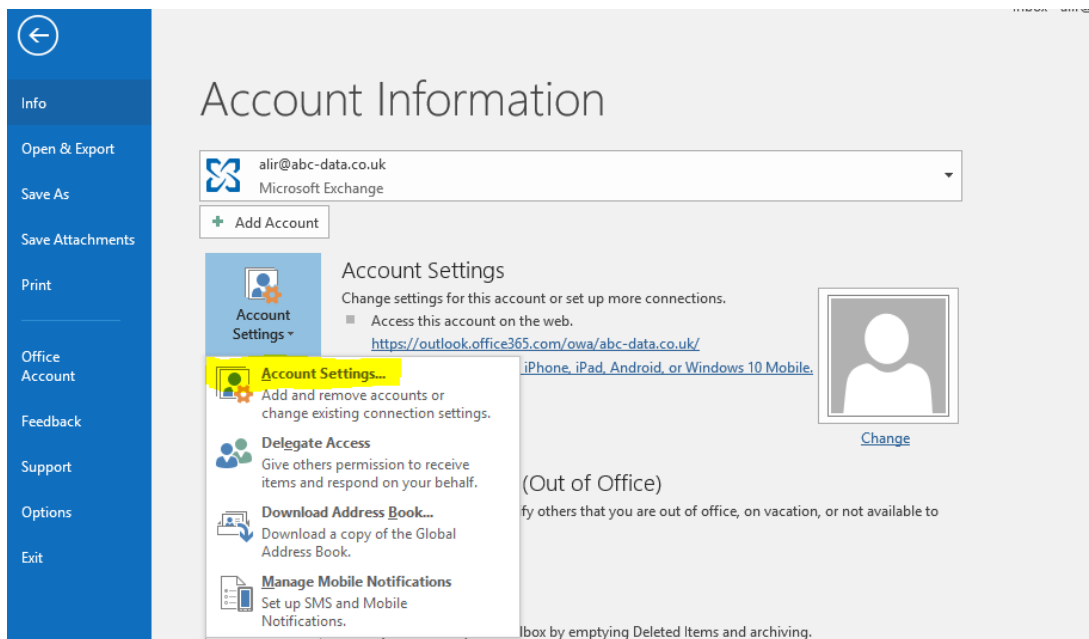 Info
Open & Export
Save As
Save Attachments
Print
Office
Account
Feedback
Support
Options
Exit
Account Information
alir@abc-data.co.uk
Microsoft Exchange
Add Account
Account
Settings
Account Settings
Change settings for this account or set up more connections.
Access this account on the web.
https://outlook.office365.com/owa/abc-data.co.uk/
iPhone, iPad, Android, or Windows 10 Mobile.
Change
Account Settings...
Add and remove accounts or
change existing connection settings.
Delegate Access
Give others permission to receive
items and respond on your behalf.
Download Address Book...
Download a copy of the Global
Address Book.
Manage Mobile Notifications
Set up SMS and Mobile
Notifications.
(Out of Office)
others that you are out of office, on vacation, or not available to
by emptying Deleted Items and archiving.